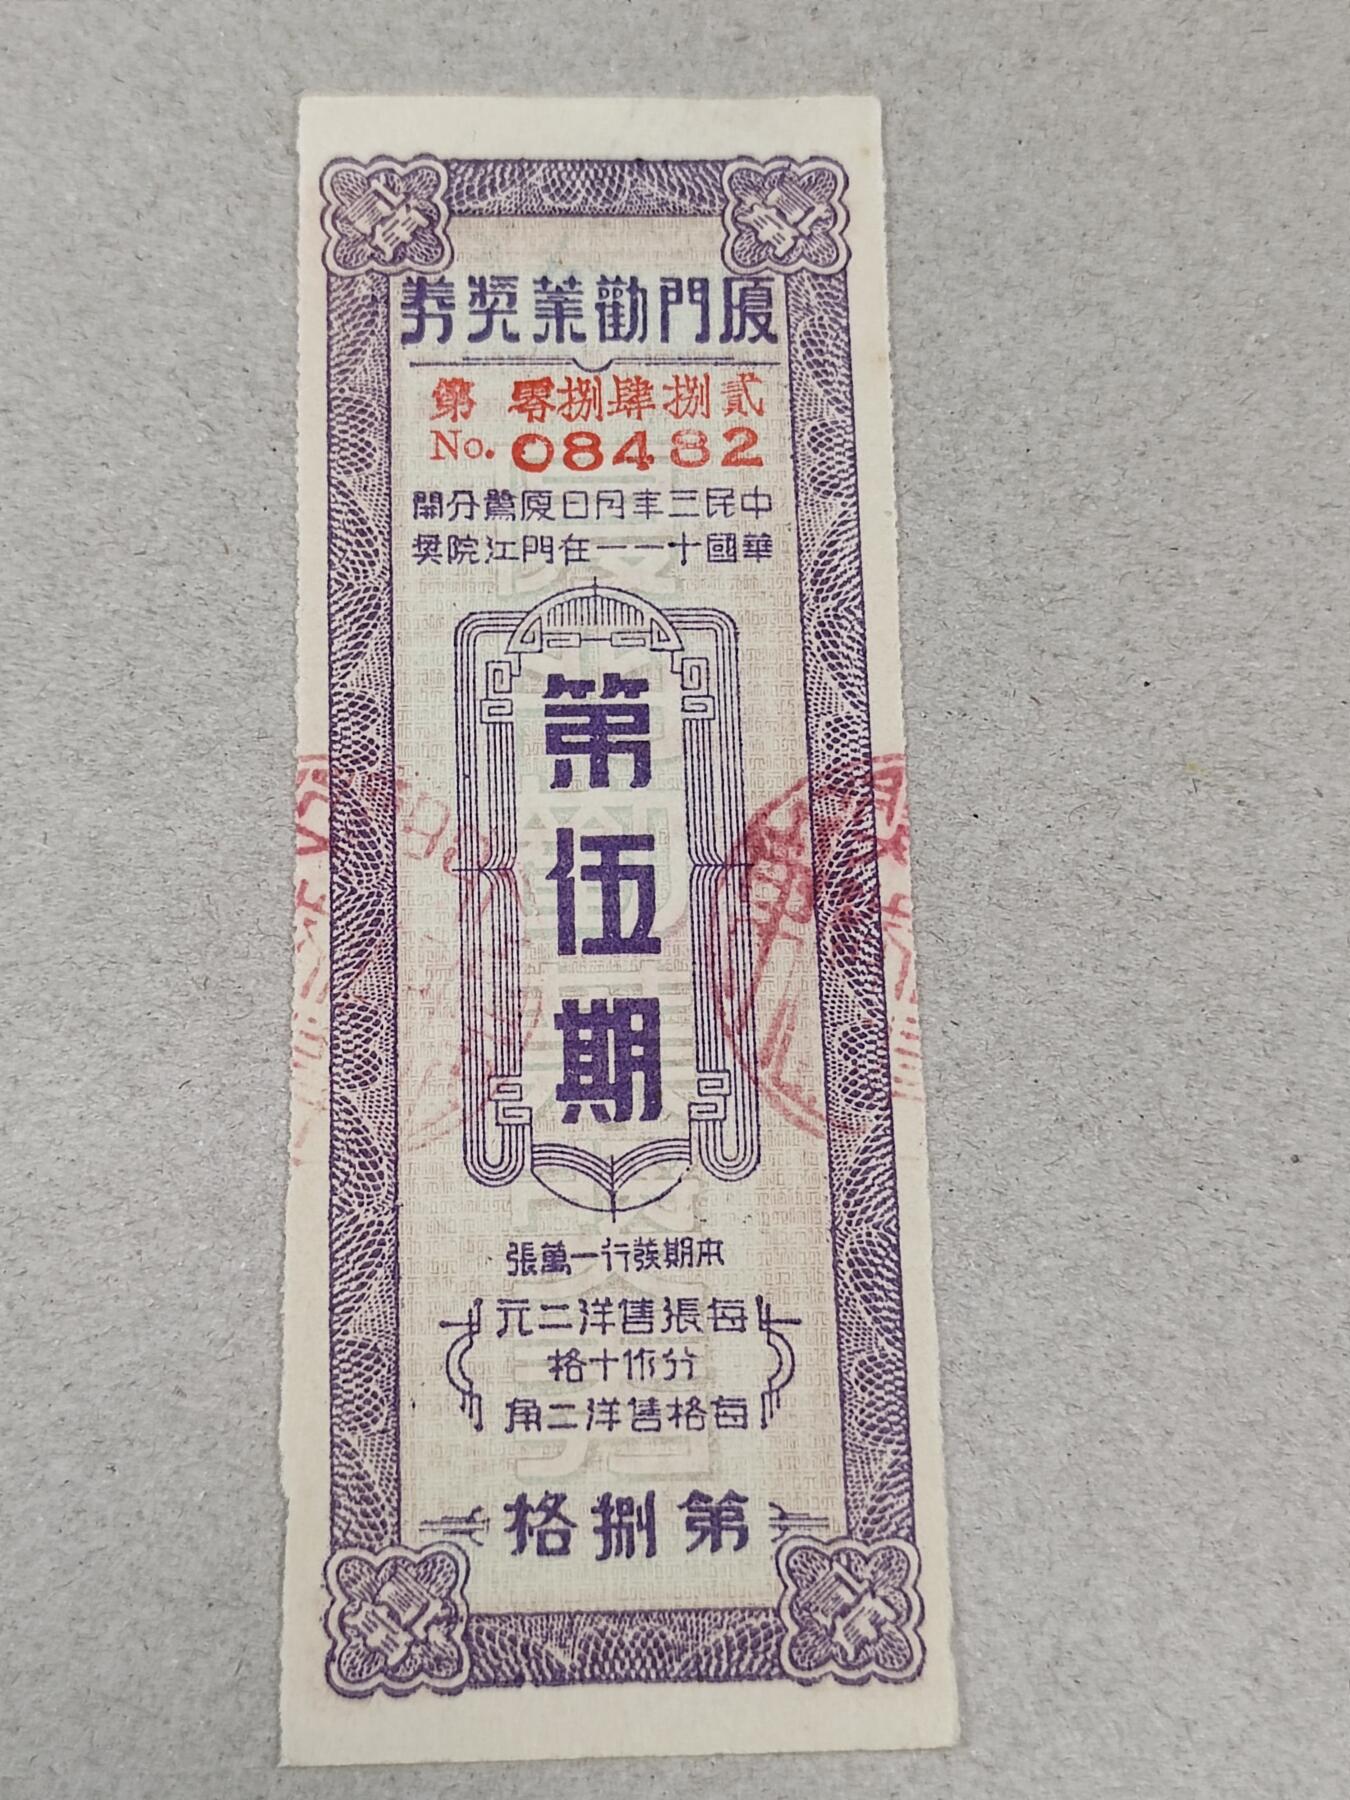 厦門勸業奬券
第 零捌肆捌貳
No. 08482
中華民國三十年一月一日在厦門鷺江分院開奬
第伍期
本期發行一萬張
每張售洋二元
分作十格
每格售洋二角
第捌格